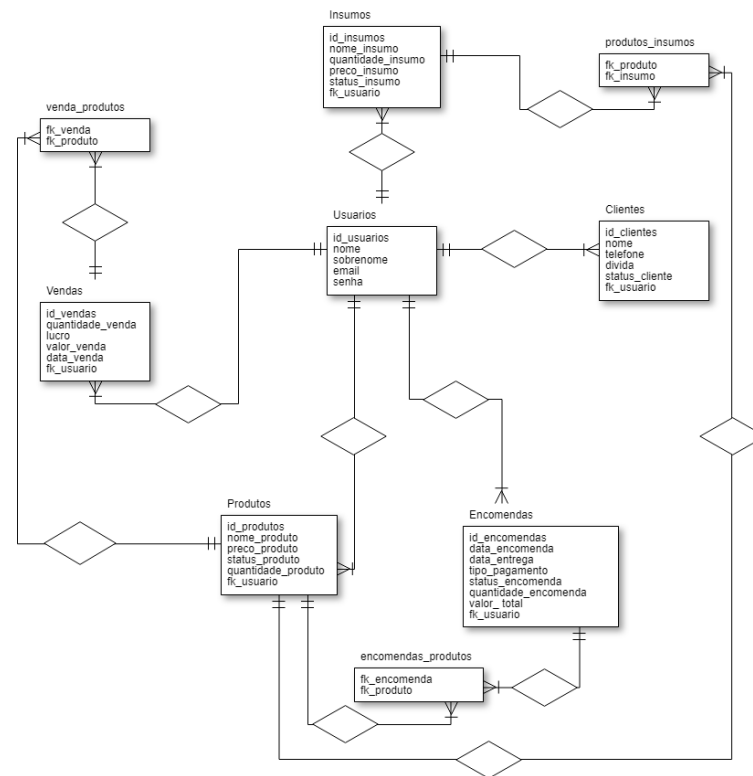 Insumos
id_insumos
nome_insumo
quantidade_insumo
preco_insumo
status_insumo
fk_usuario
produtos_insumos
fk_produto
fk_insumo
venda_produtos
fk_venda
fk_produto
Usuarios
id_usuarios
nome
sobrenome
email
senha
Clientes
id_clientes
nome
telefone
divida
status_cliente
fk_usuario
Vendas
id_vendas
quantidade_venda
lucro
valor_venda
data_venda
fk_usuario
Produtos
id_produtos
nome_produto
preco_produto
status_produto
quantidade_produto
fk_usuario
Encomendas
id_encomendas
data_encomenda
data_entrega
tipo_pagamento
status_encomenda
quantidade_encomenda
valor_ total
fk_usuario
encomendas_produtos
fk_encomenda
fk_produto